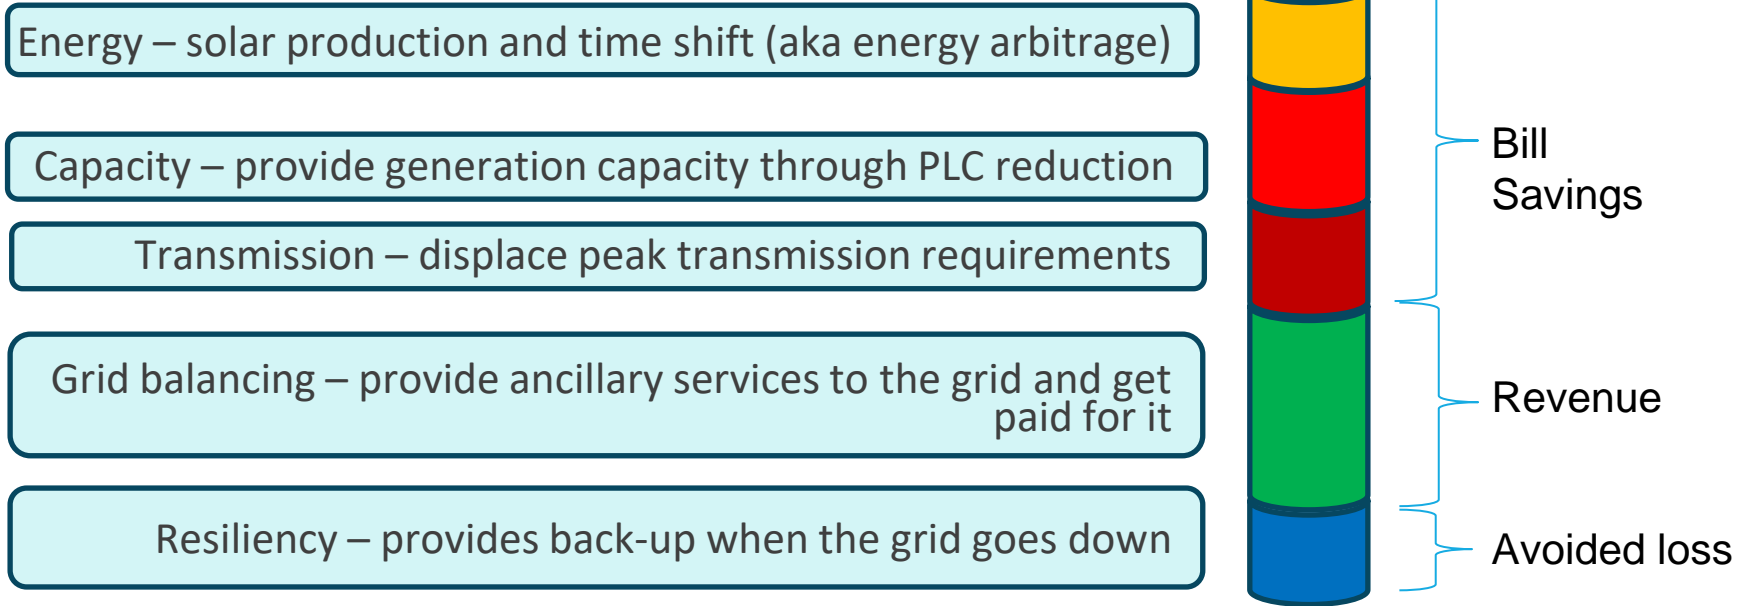 Energy – solar production and time shift (aka energy arbitrage)
Capacity – provide generation capacity through PLC reduction
Transmission – displace peak transmission requirements
Grid balancing – provide ancillary services to the grid and get
paid for it
Resiliency – provides back-up when the grid goes down
Bill
Savings
Revenue
Avoided loss